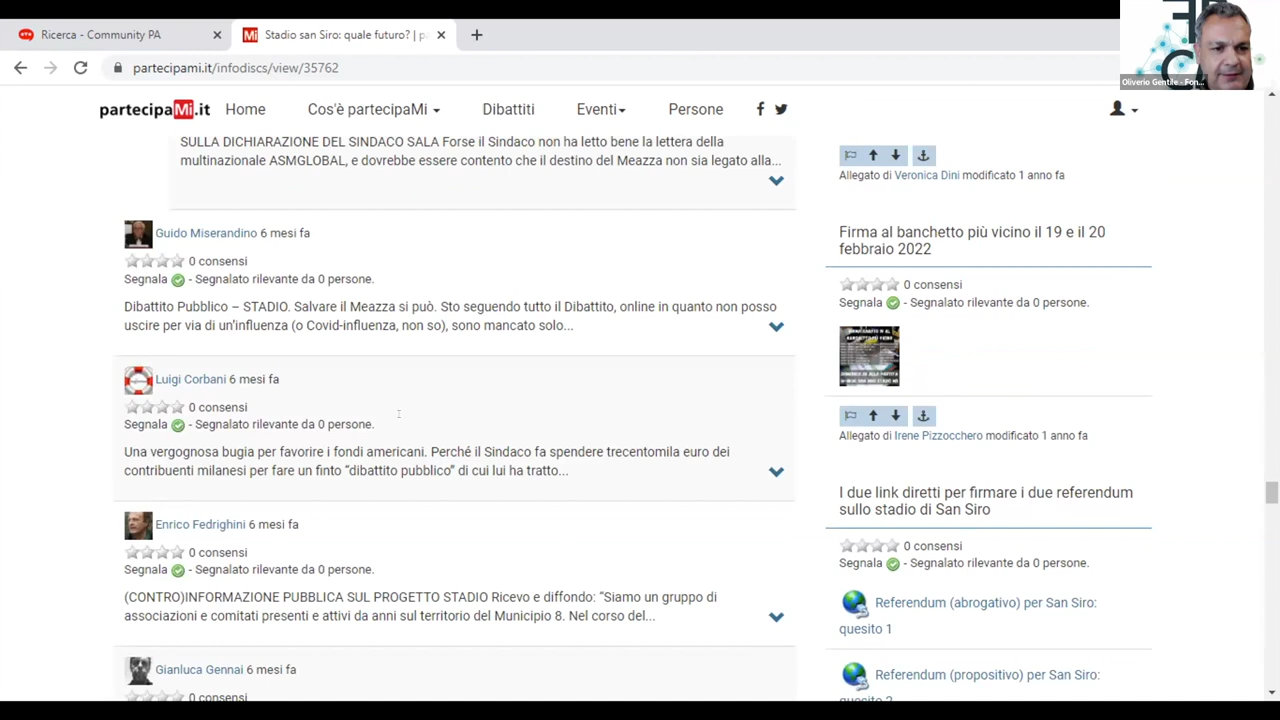 Ricerca - Community PA
Stadio san Siro: quale futuro? | pa
partecipami.it/infodiscs/view/35762
Oliverio Gentile - Fon...
partecipaMi.it Home Cos'è partecipaMi Dibattiti Eventi Persone
SULLA DICHIARAZIONE DEL SINDACO SALA Forse il Sindaco non ha letto bene la lettera della
multinazionale ASMGLOBAL, e dovrebbe essere contento che il destino del Meazza non sia legato alla...
Guido Miserandino 6 mesi fa
0 consensi
Segnala - Segnalato rilevante da 0 persone.
Dibattito Pubblico – STADIO. Salvare il Meazza si può. Sto seguendo tutto il Dibattito, online in quanto non posso
uscire per via di un'influenza (o Covid-influenza, non so), sono mancato solo...
Luigi Corbani 6 mesi fa
0 consensi
Segnala - Segnalato rilevante da 0 persone.
Una vergognosa bugia per favorire i fondi americani. Perché il Sindaco fa spendere trecentomila euro dei
contribuenti milanesi per fare un finto “dibattito pubblico” di cui lui ha tratto...
Enrico Fedrighini 6 mesi fa
0 consensi
Segnala - Segnalato rilevante da 0 persone.
(CONTRO)INFORMAZIONE PUBBLICA SUL PROGETTO STADIO Ricevo e diffondo: “Siamo un gruppo di
associazioni e comitati presenti e attivi da anni sul territorio del Municipio 8. Nel corso del...
Gianluca Gennai 6 mesi fa
0 consensi
Allegato di Veronica Dini modificato 1 anno fa
Firma al banchetto più vicino il 19 e il 20
febbraio 2022
0 consensi
Segnala - Segnalato rilevante da 0 persone.
Allegato di Irene Pizzocchero modificato 1 anno fa
I due link diretti per firmare i due referendum
sullo stadio di San Siro
0 consensi
Segnala - Segnalato rilevante da 0 persone.
Referendum (abrogativo) per San Siro:
quesito 1
Referendum (propositivo) per San Siro:
quesito 2